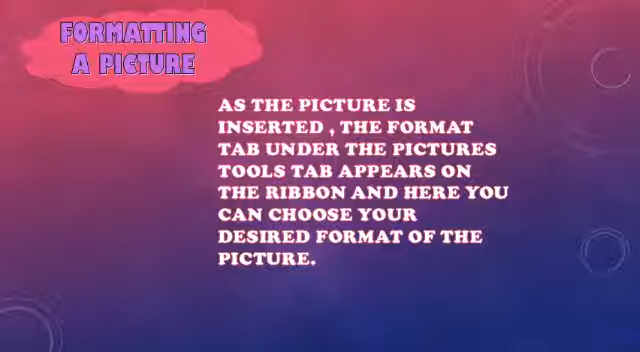 FORMATTING
A PICTURE
AS THE PICTURE IS
INSERTED , THE FORMAT
TAB UNDER THE PICTURES
TOOLS TAB APPEARS ON
THE RIBBON AND HERE YOU
CAN CHOOSE YOUR
DESIRED FORMAT OF THE
PICTURE.